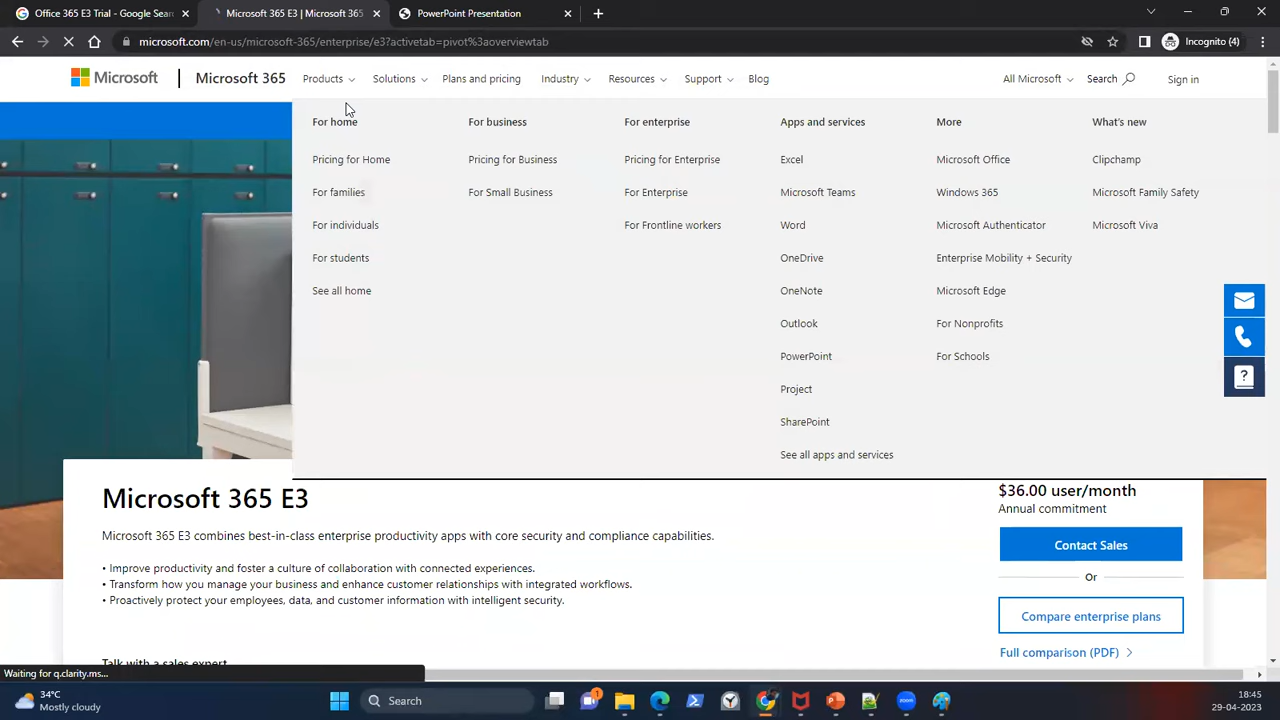 Office 365 E3 Trial - Google Sear
Microsoft 365 E3 | Microsoft 365
PowerPoint Presentation
microsoft.com/en-us/microsoft-365/enterprise/e3?activetab=pivot%3aoverviewtab
Incognito (4)
Microsoft
Microsoft 365
Products
Solutions
Plans and pricing
Industry
Resources
Support
Blog
All Microsoft
Search
Sign in
For home
Pricing for Home
For families
For individuals
For students
See all home
For business
Pricing for Business
For Small Business
For enterprise
Pricing for Enterprise
For Enterprise
For Frontline workers
Apps and services
Excel
Microsoft Teams
Word
OneDrive
OneNote
Outlook
PowerPoint
Project
SharePoint
See all apps and services
More
Microsoft Office
Windows 365
Microsoft Authenticator
Enterprise Mobility + Security
Microsoft Edge
For Nonprofits
For Schools
What's new
Clipchamp
Microsoft Family Safety
Microsoft Viva
Microsoft 365 E3
Microsoft 365 E3 combines best-in-class enterprise productivity apps with core security and compliance capabilities.
• Improve productivity and foster a culture of collaboration with connected experiences.
• Transform how you manage your business and enhance customer relationships with integrated workflows.
• Proactively protect your employees, data, and customer information with intelligent security.
Talk with a sales expert
$36.00 user/month
Annual commitment
Contact Sales
Or
Compare enterprise plans
Full comparison (PDF)
Waiting for q.clarity.ms...
34°C
Mostly cloudy
Search
1
zoom
18:45
29-04-2023